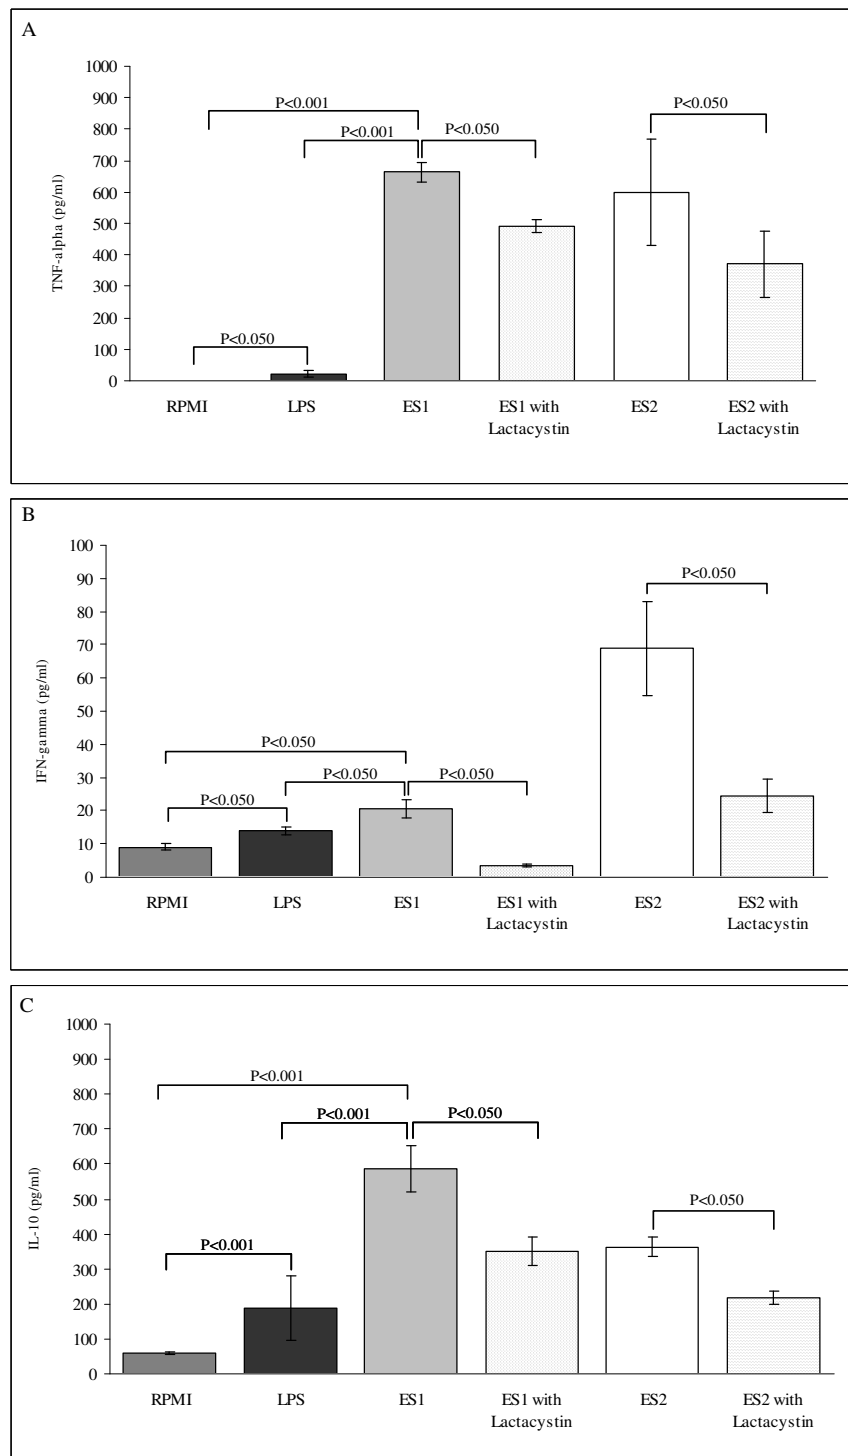 A
1000
900
800
700
600
500
400
300
200
100
0
TNF-alpha (pg/ml)
P<0.001
P<0.001
P<0.050
P<0.050
P<0.050
RPMI
LPS
ES1
ES1 with
Lactacystin
ES2
ES2 with
Lactacystin
B
100
90
80
70
60
50
40
30
20
10
0
IFN-gamma (pg/ml)
P<0.050
P<0.050
P<0.050
P<0.050
P<0.050
RPMI
LPS
ES1
ES1 with
Lactacystin
ES2
ES2 with
Lactacystin
C
1000
900
800
700
600
500
400
300
200
100
0
IL-10 (pg/ml)
P<0.001
P<0.001
P<0.050
P<0.050
P<0.001
RPMI
LPS
ES1
ES1 with
Lactacystin
ES2
ES2 with
Lactacystin